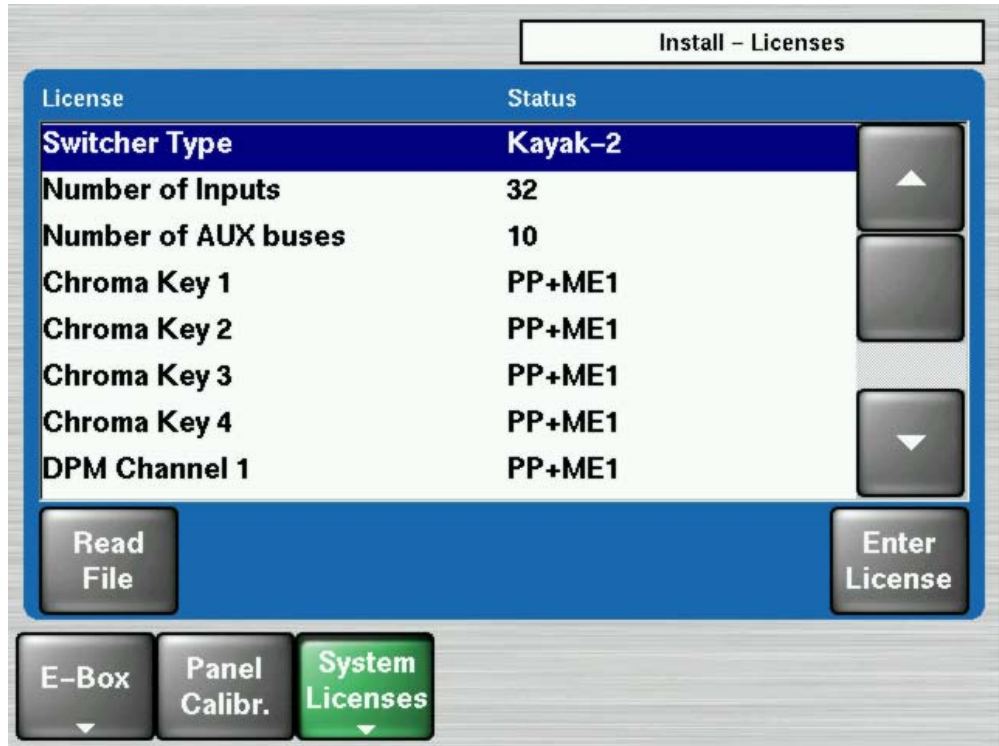 Install – Licenses
License Status
Switcher Type Kayak–2
Number of Inputs 32
Number of AUX buses 10
Chroma Key 1 PP+ME1
Chroma Key 2 PP+ME1
Chroma Key 3 PP+ME1
Chroma Key 4 PP+ME1
DPM Channel 1 PP+ME1
Read
File
Enter
License
E–Box
Panel
Calibr.
System
Licenses